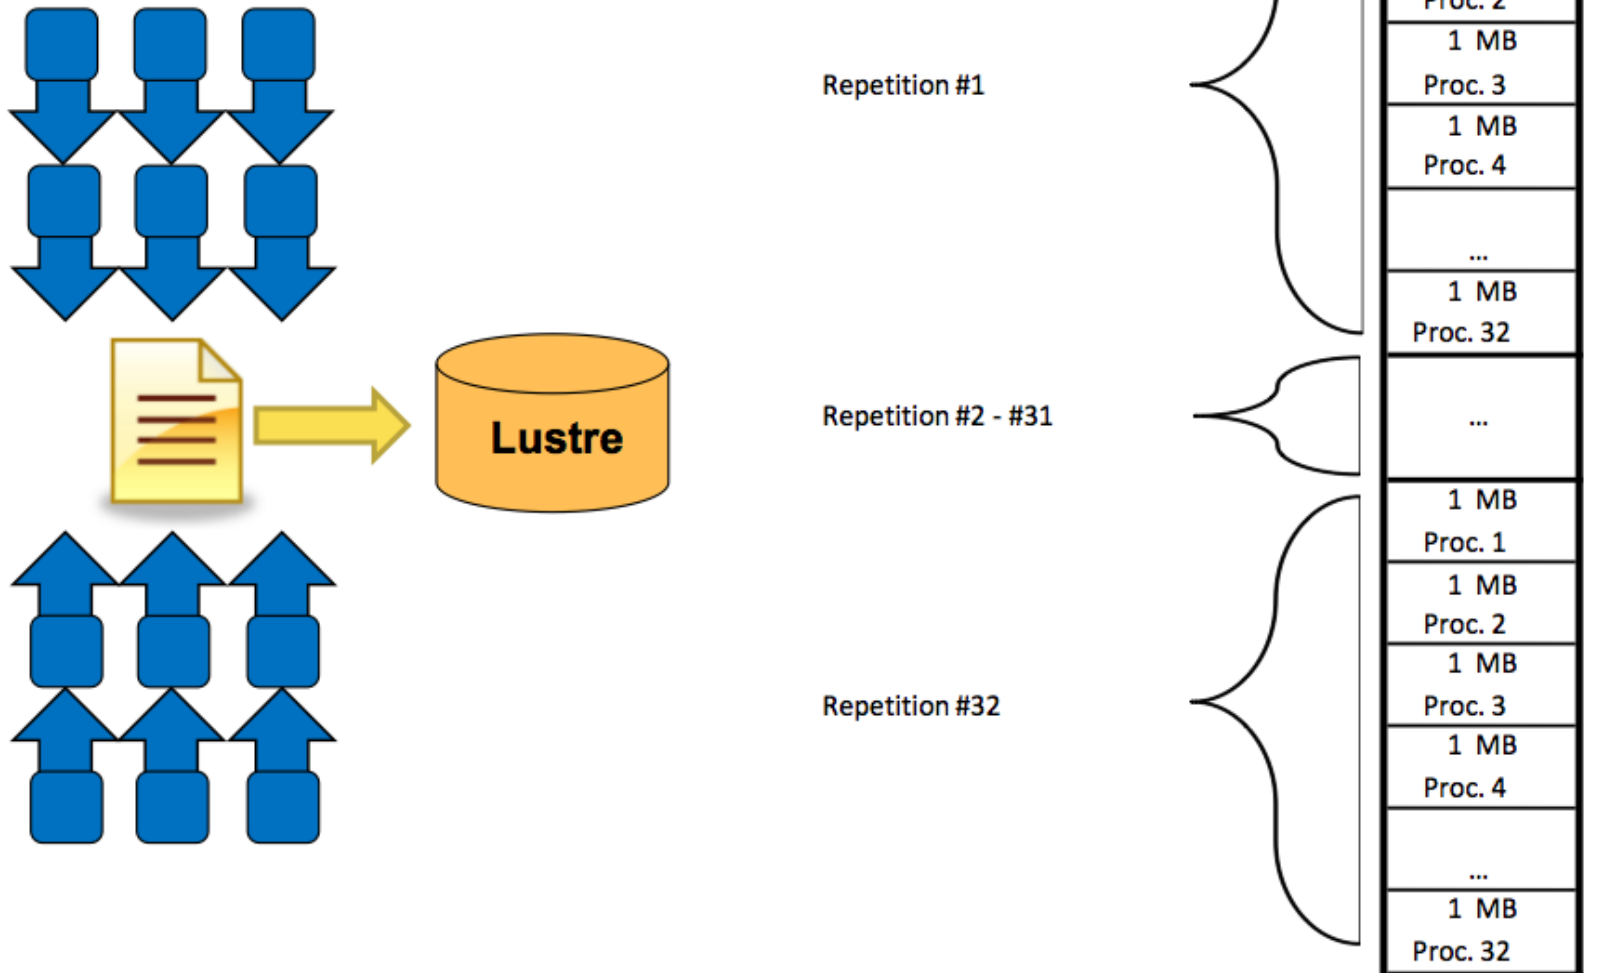 Proc. 2
1 MB
Repetition #1
Proc. 3
1 MB
Proc. 4
...
1 MB
Proc. 32
Lustre
Repetition #2 - #31
...
1 MB
Proc. 1
1 MB
Proc. 2
1 MB
Repetition #32
Proc. 3
1 MB
Proc. 4
...
1 MB
Proc. 32